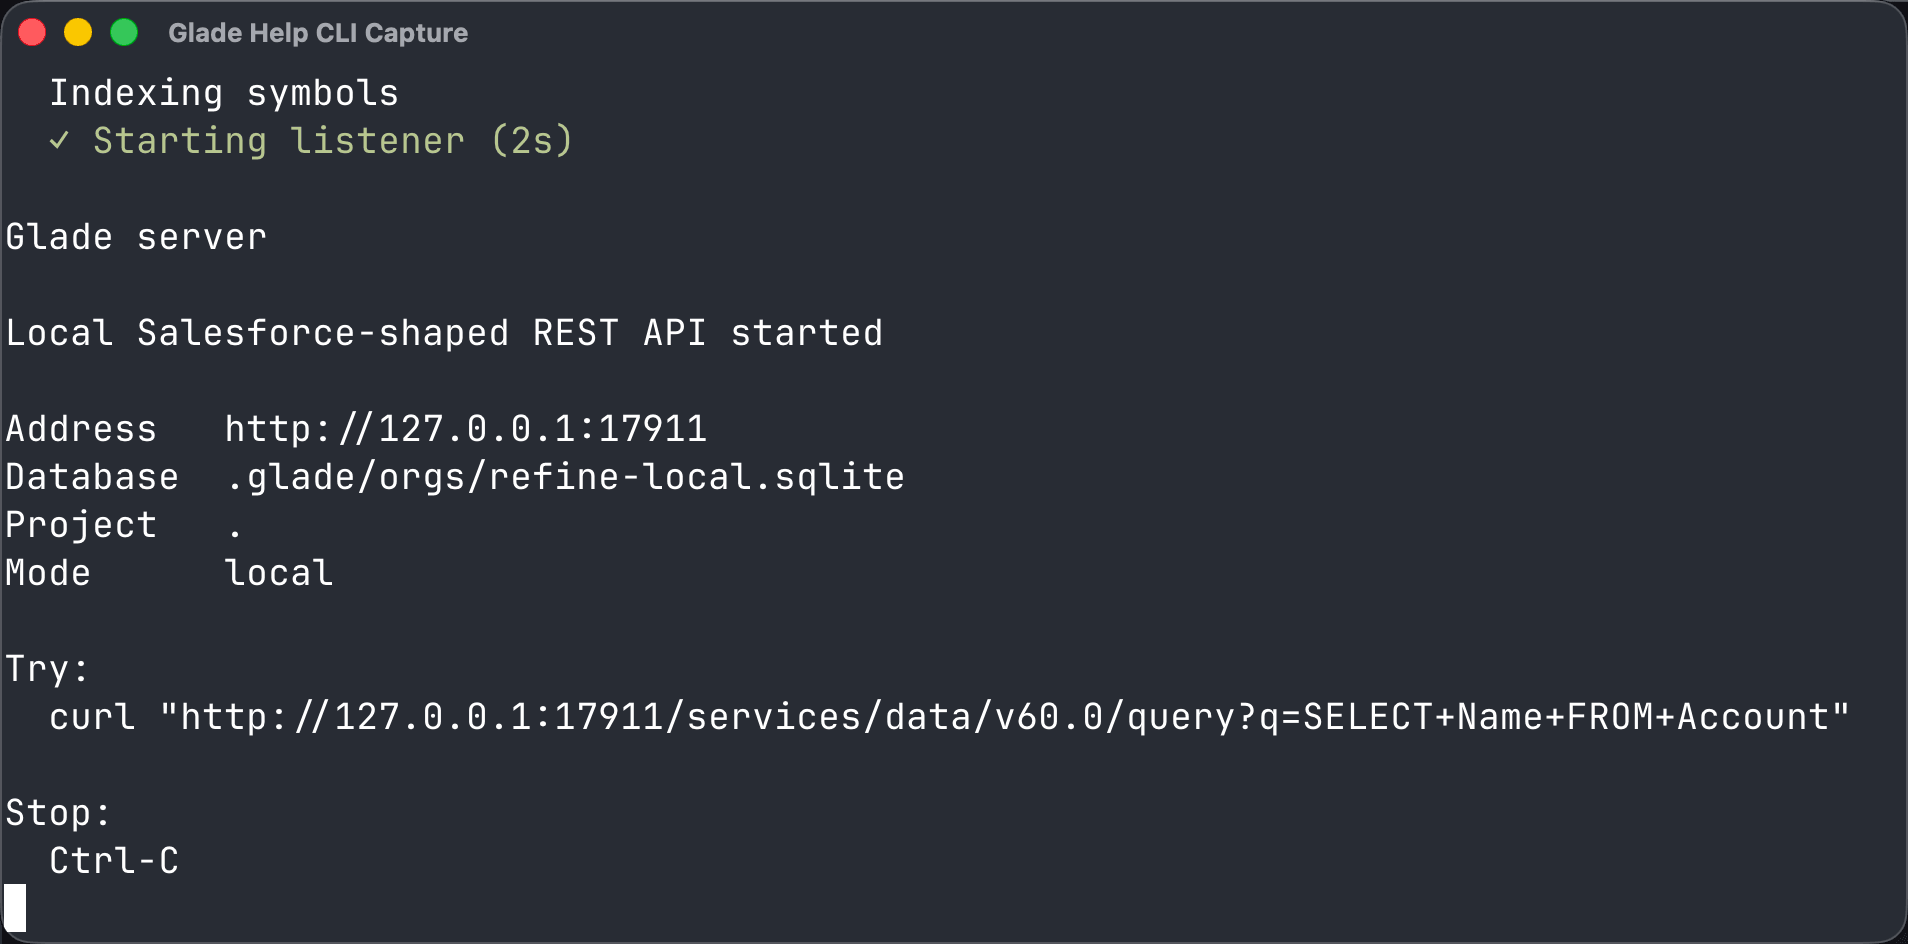 Glade Help CLI Capture
Indexing symbols
✓ Starting listener (2s)
Glade server
Local Salesforce-shaped REST API started
Address http://127.0.0.1:17911
Database .glade/orgs/refine-local.sqlite
Project .
Mode local
Try:
curl "http://127.0.0.1:17911/services/data/v60.0/query?q=SELECT+Name+FROM+Account"
Stop:
Ctrl-C